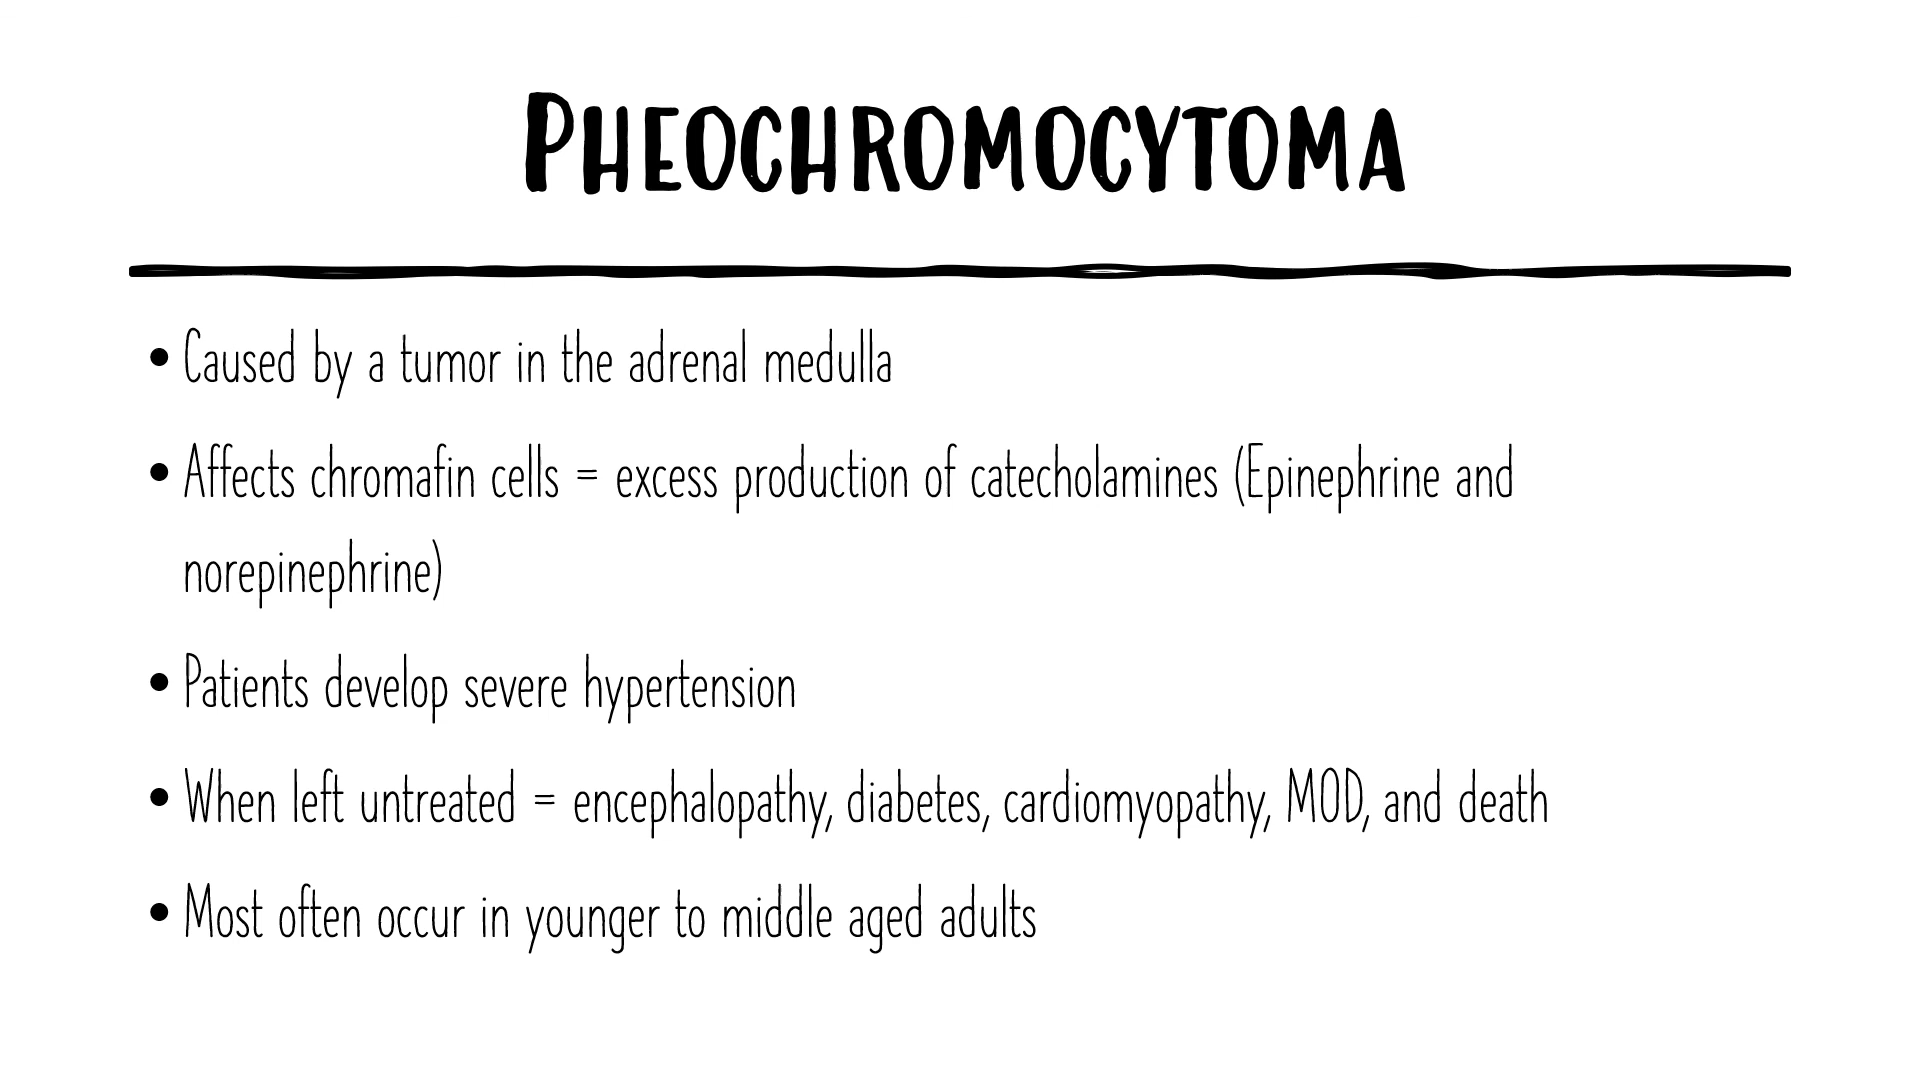 PHEOCHROMOCYTOMA
• Caused by a tumor in the adrenal medulla
• Affects chromafin cells = excess production of catecholamines (Epinephrine and
norepinephrine)
• Patients develop severe hypertension
• When left untreated = encephalopathy, diabetes, cardiomyopathy, MOD, and death
• Most often occur in younger to middle aged adults